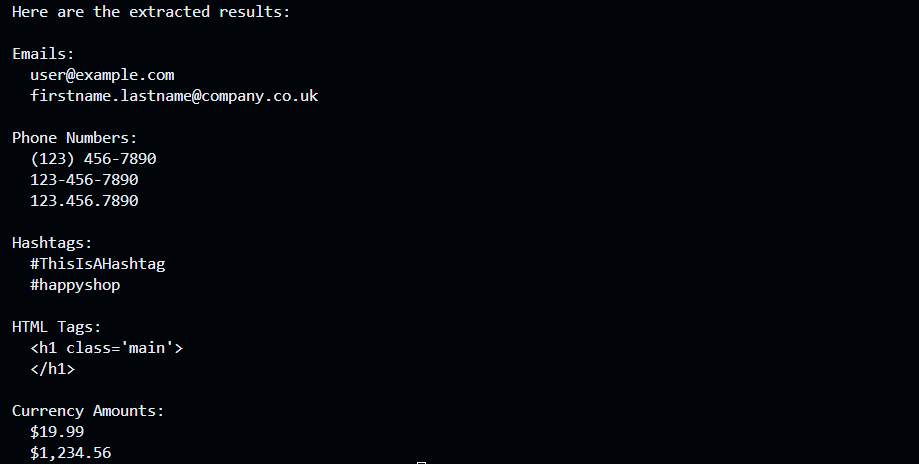 Here are the extracted results:
Emails:
user@example.com
firstname.lastname@company.co.uk
Phone Numbers:
(123) 456-7890
123-456-7890
123.456.7890
Hashtags:
#ThisIsAHashtag
#happyshop
HTML Tags:
<h1 class='main'>
</h1>
Currency Amounts:
$19.99
$1,234.56